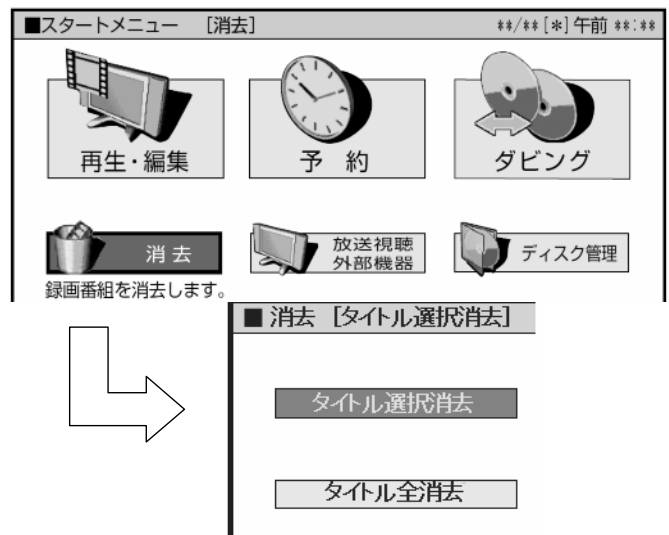 ■スタートメニュー [消去] **/**[*]午前 **:**
再生・編集
予 約
ダビング
消 去
放送視聴
外部機器
ディスク管理
録画番組を消去します。
■ 消去 [タイトル選択消去]
タイトル選択消去
タイトル全消去